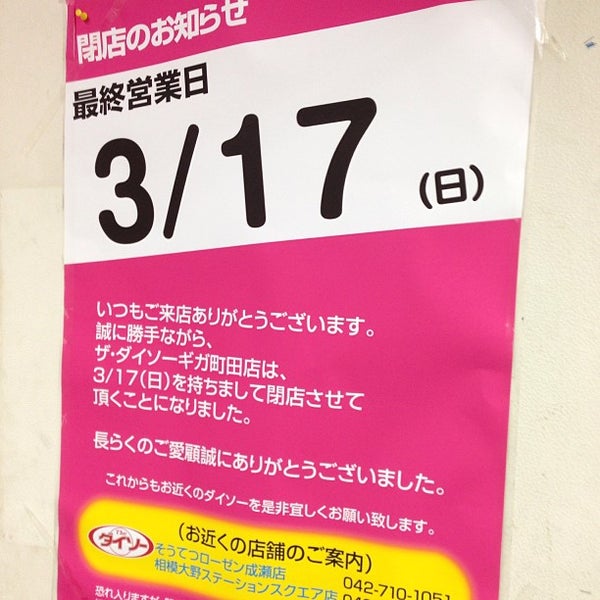 閉店のお知らせ
最終営業日
3/17(日)
いつもご来店ありがとうございます。
誠に勝手ながら、
ザ・ダイソーギガ町田店は、
3/17(日)を持ちまして閉店させて
頂くことになりました。
長らくのご愛顧誠にありがとうございました。
これからもお近くのダイソーを是非宜しくお願い致します。
(お近くの店舗のご案内)
The
ダイソー
そうてつローゼン成瀬店 042-710-1051
相模大野ステーションスクエア店
恐れ入りますが